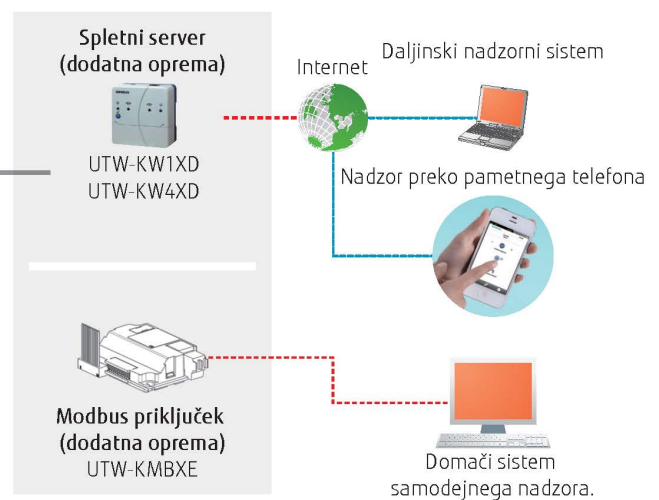 Spletni server
(dodatna oprema)
UTW-KW1XD
UTW-KW4XD
Internet
Daljinski nadzorni sistem
Nadzor preko pametnega telefona
Modbus priključek
(dodatna oprema)
UTW-KMBXE
Domači sistem
samodejnega nadzora.